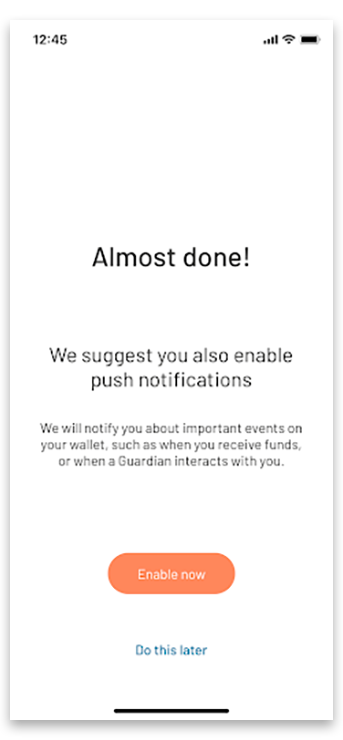 12:45
Almost done!
We suggest you also enable
push notifications
We will notify you about important events on
your wallet, such as when you receive funds,
or when a Guardian interacts with you.
Enable now
Do this later